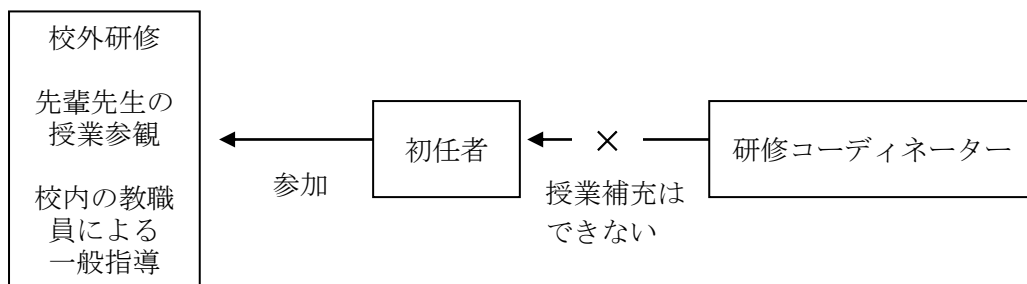 校外研修
先輩先生の
授業参観
校内の教職
員による
一般指導
参加
初任者
×
授業補充は
できない
研修コーディネーター